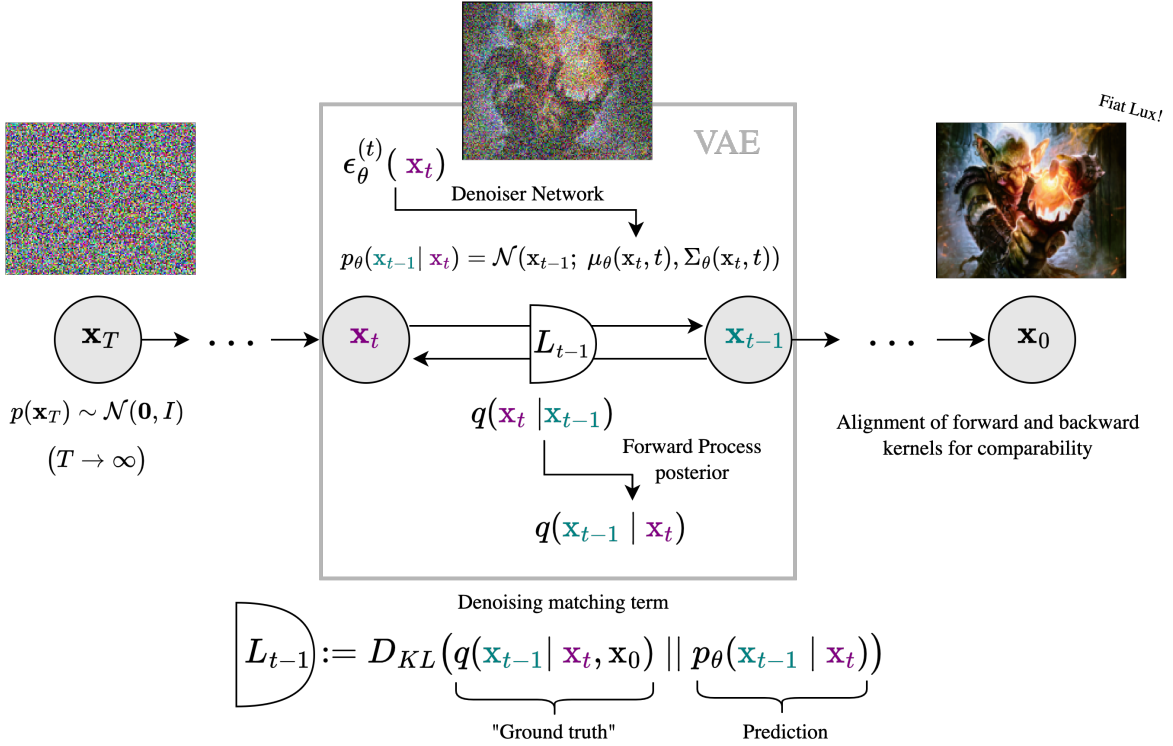 Fiat Lux!
VAE
ϵ_θ^{(t)}( x_t)
Denoiser Network
p_θ(x_{t−1}| x_t) = 𝒩(x_{t−1}; μ_θ(x_t, t), Σ_θ(x_t, t))
x_T
. . .
x_t
L_{t−1}
x_{t−1}
. . .
x_0
p(x_T) ∼ 𝒩(0, I)
(T → ∞)
q(x_t |x_{t−1})
Forward Process
posterior
q(x_{t−1} | x_t)
Alignment of forward and backward
kernels for comparability
Denoising matching term
L_{t−1} := D_{KL}(q(x_{t−1}| x_t, x_0) || p_θ(x_{t−1} | x_t))
"Ground truth"
Prediction